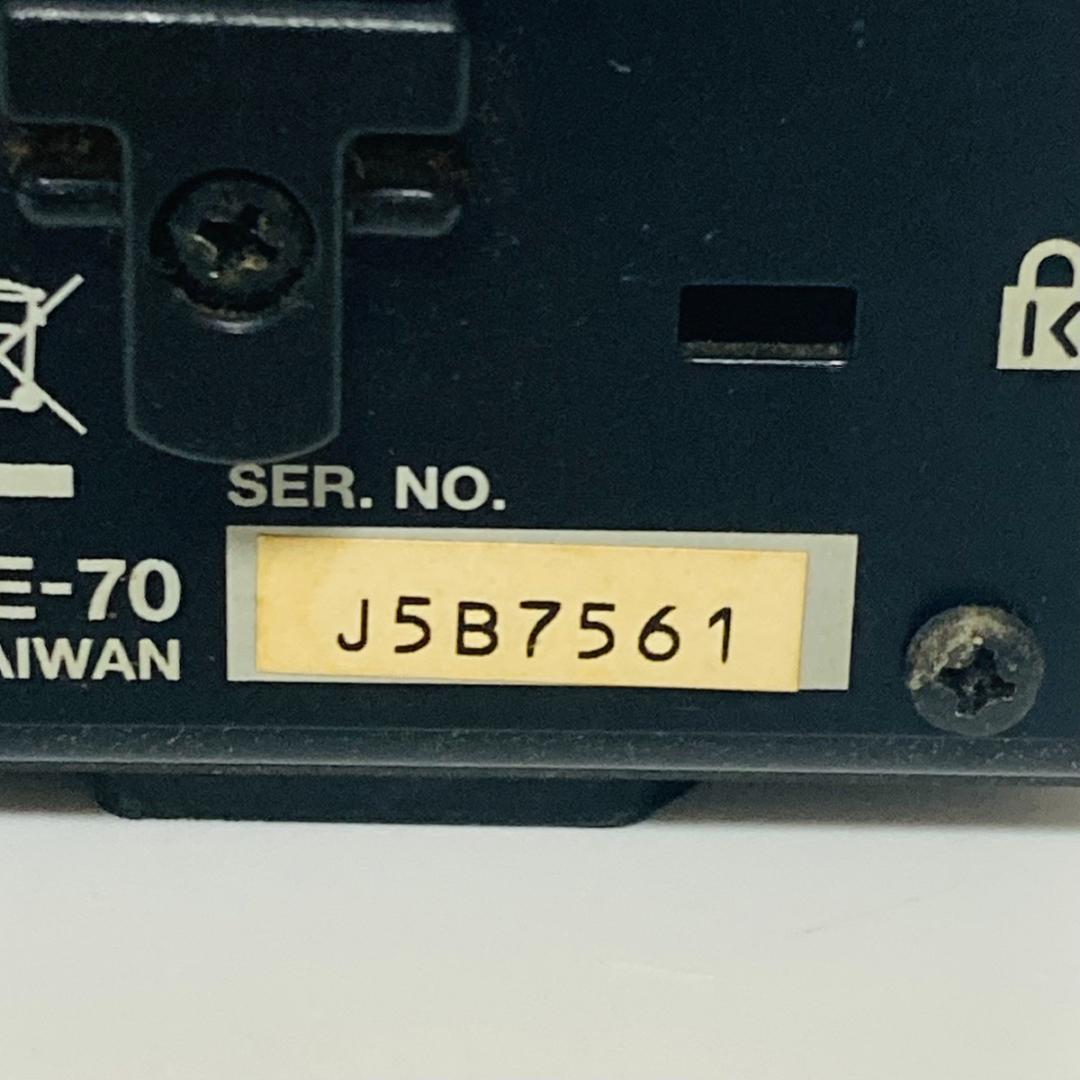 K
SER. NO.
E-70
AIWAN
J5B7561